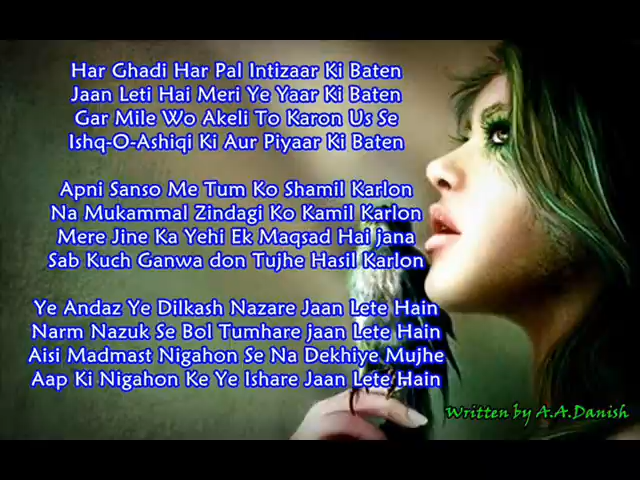 Har Ghadi Har Pal Intizaar Ki Baten
Jaan Leti Hai Meri Ye Yaar Ki Baten
Gar Mile Wo Akeli To Karon Us Se
Ishq-O-Ashiqi Ki Aur Piyaar Ki Baten
Apni Sanso Me Tum Ko Shamil Karlon
Na Mukammal Zindagi Ko Kamil Karlon
Mere Jine Ka Yehi Ek Maqsad Hai jana
Sab Kuch Ganwa don Tujhe Hasil Karlon
Ye Andaz Ye Dilkash Nazare Jaan Lete Hain
Narm Nazuk Se Bol Tumhare jaan Lete Hain
Aisi Madmast Nigahon Se Na Dekhiye Mujhe
Aap Ki Nigahon Ke Ye Ishare Jaan Lete Hain
Written by A.A.Danish